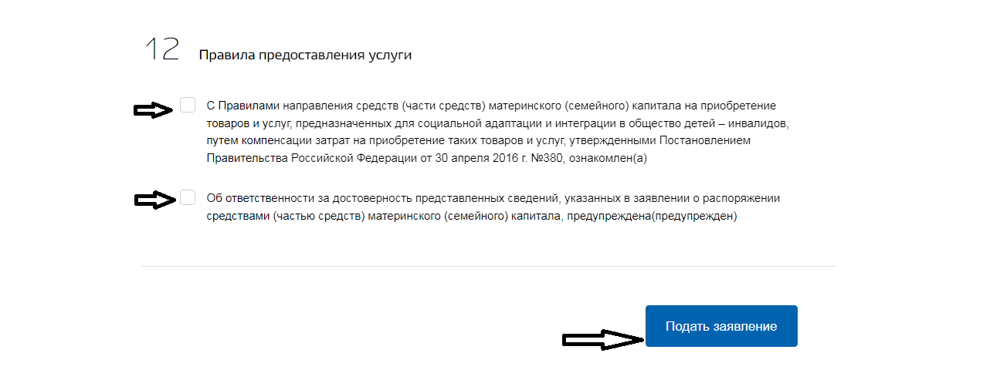 12 Правила предоставления услуги
С Правилами направления средств (части средств) материнского (семейного) капитала на приобретение
товаров и услуг, предназначенных для социальной адаптации и интеграции в общество детей – инвалидов,
путем компенсации затрат на приобретение таких товаров и услуг, утвержденными Постановлением
Правительства Российской Федерации от 30 апреля 2016 г. №380, ознакомлен(а)
Об ответственности за достоверность представленных сведений, указанных в заявлении о распоряжении
средствами (частью средств) материнского (семейного) капитала, предупреждена(предупрежден)
Подать заявление